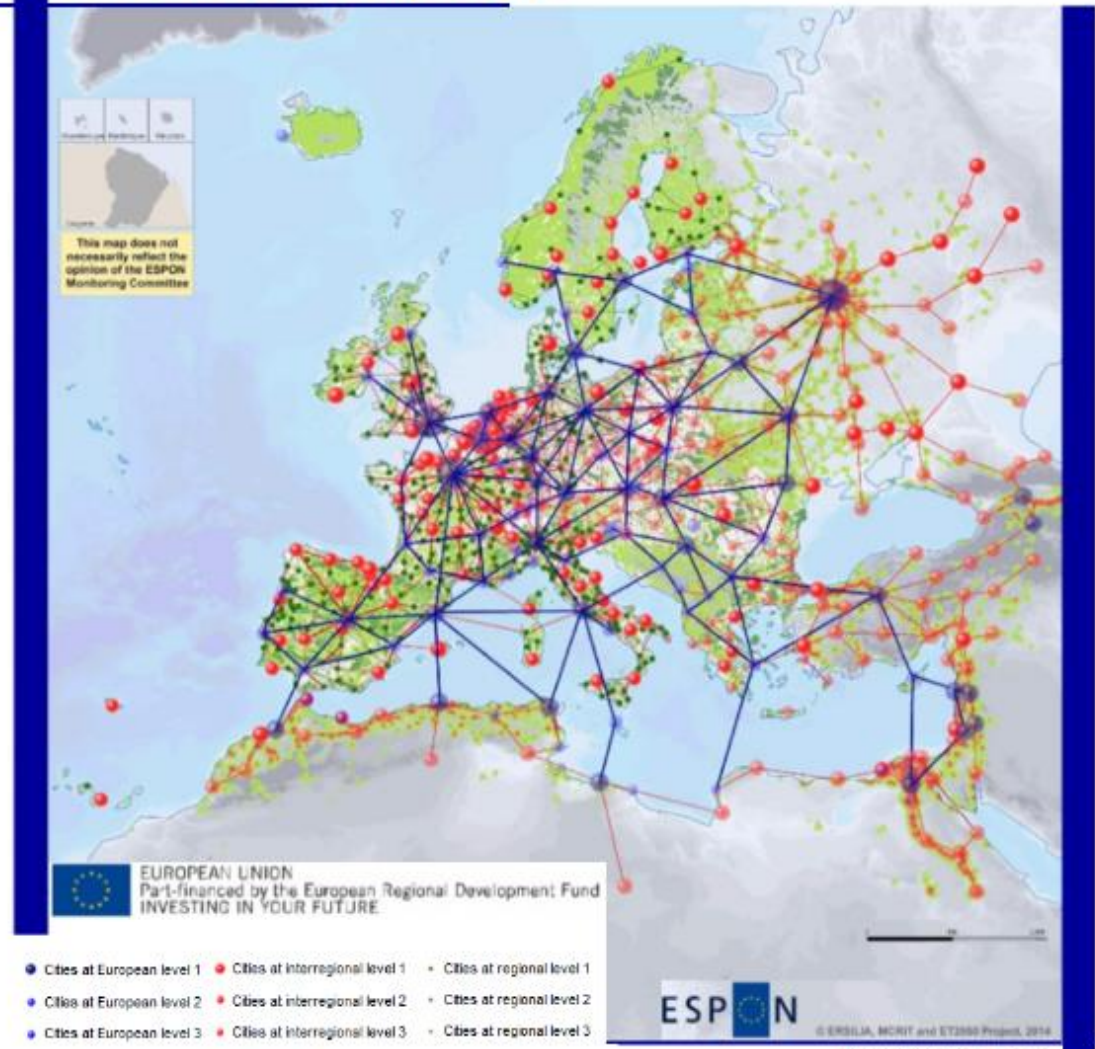 This map does not
necessarily reflect the
opinion of the ESPON
Monitoring Committee
EUROPEAN UNION
Part-financed by the European Regional Development Fund
INVESTING IN YOUR FUTURE
Cities at European level 1
Cities at interregional level 1
Cities at regional level 1
Cities at European level 2
Cities at interregional level 2
Cities at regional level 2
Cities at European level 3
Cities at interregional level 3
Cities at regional level 3
ESPON
© ERSILIA, MCRIT and ET2050 Project, 2014